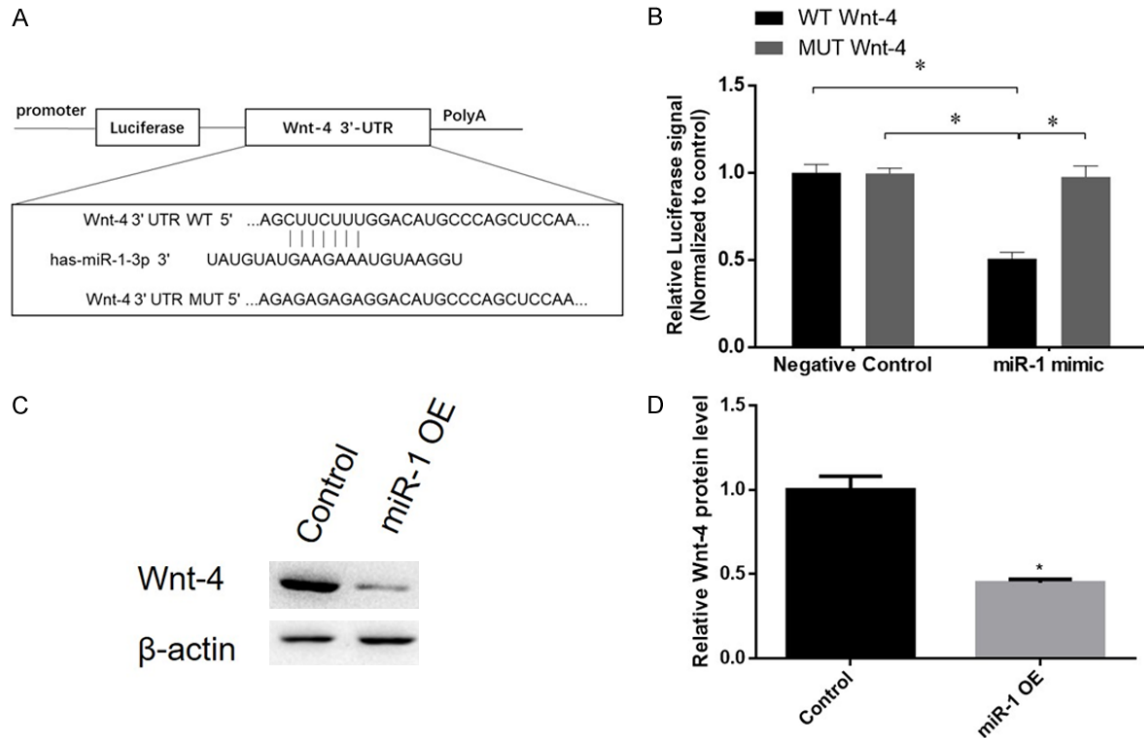 A
promoter
Luciferase
Wnt-4 3'-UTR
PolyA
Wnt-4 3' UTR WT 5' ...AGCUUCUUUGGACAUGCCCAGCUCCAA...
has-miR-1-3p 3' UAUGUAUGAAGAAAUGUAAGGU
Wnt-4 3' UTR MUT 5' ...AGAGAGAGAGGACAUGCCCAGCUCCAA...
B
WT Wnt-4
MUT Wnt-4
Relative Luciferase signal
(Normalized to control)
1.5
1.0
0.5
0.0
*
*
*
Negative Control
miR-1 mimic
C
Control
miR-1 OE
Wnt-4
β-actin
D
Relative Wnt-4 protein level
1.5
1.0
0.5
0.0
*
Control
miR-1 OE